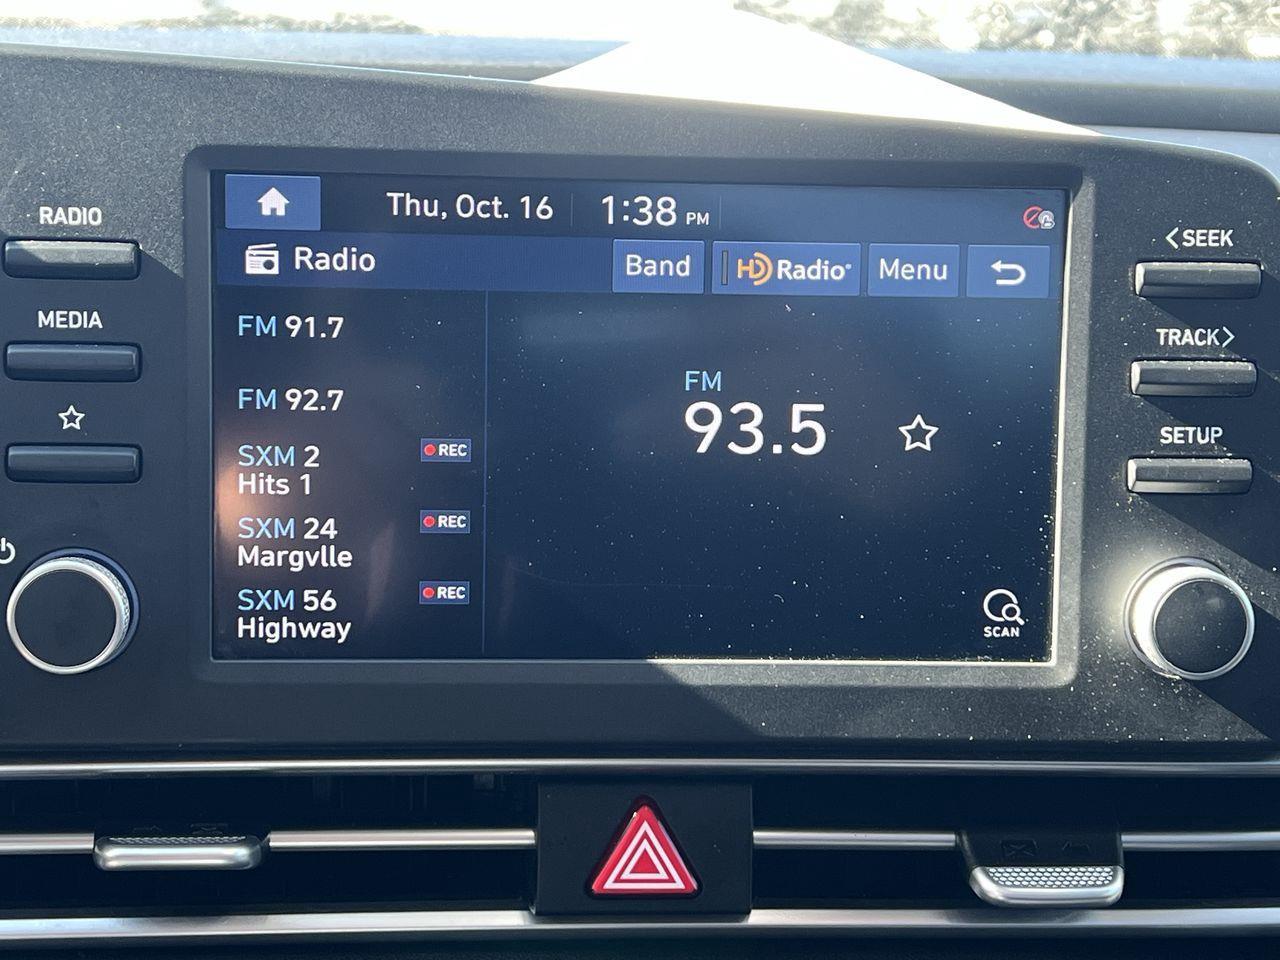 RADIO
MEDIA
Thu, Oct. 16 1:38 PM
Radio Band HD Radio Menu
FM 91.7
FM 92.7
SXM 2 REC
Hits 1
SXM 24 REC
Margvlle
SXM 56 REC
Highway
FM
93.5
SCAN
<SEEK
TRACK>
SETUP